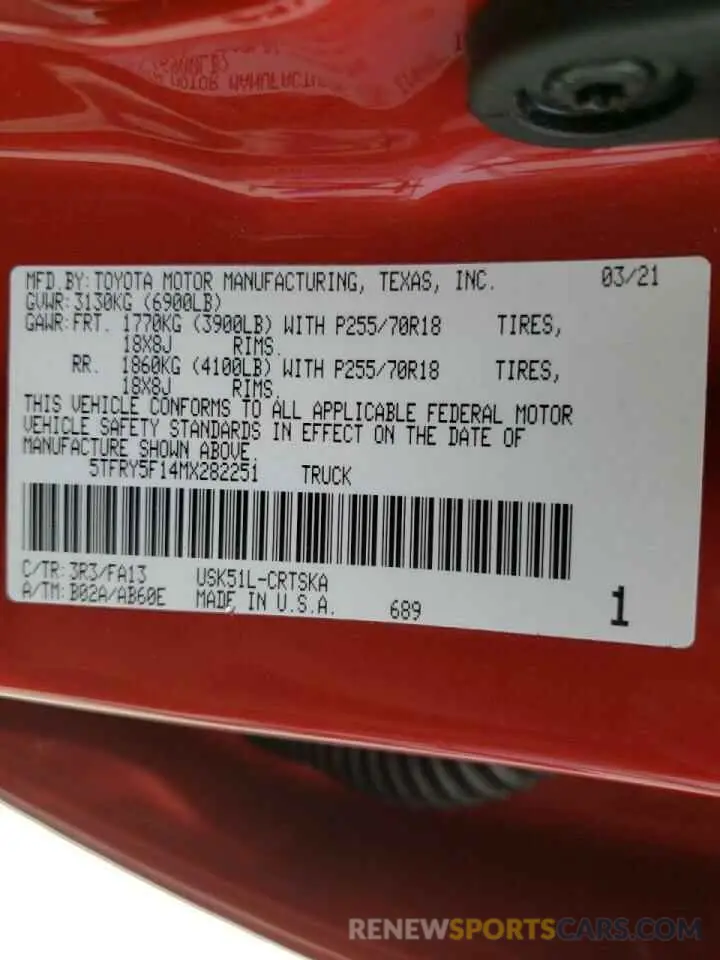 MFD.BY:TOYOTA MOTOR MANUFACTURING, TEXAS, INC. 03/21
GVWR:3130KG (6900LB)
GAWR:FRT. 1770KG (3900LB) WITH P255/70R18 TIRES,
18X8J RIMS.
RR. 1860KG (4100LB) WITH P255/70R18 TIRES,
18X8J RIMS.
THIS VEHICLE CONFORMS TO ALL APPLICABLE FEDERAL MOTOR
VEHICLE SAFETY STANDARDS IN EFFECT ON THE DATE OF
MANUFACTURE SHOWN ABOVE.
5TFRY5F14MX282251 TRUCK
C/TR:3R3/FA13 USK51L-CRTSKA
A/TM:B02A/AB60E MADE IN U.S.A. 689 1
RENEWSPORTSCARS.COM